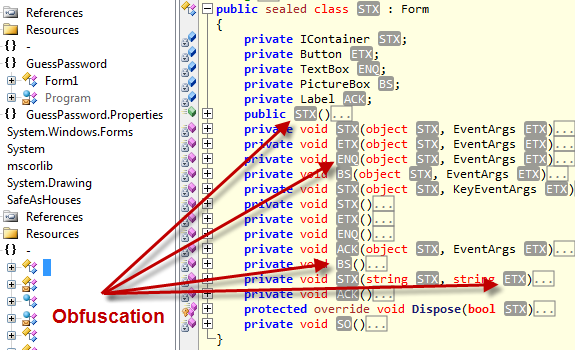 References
Resources
-
GuessPassword
Form1
Program
GuessPassword.Properties
System.Windows.Forms
System
mscorlib
System.Drawing
SafeAsHouses
References
Resources
-
Obfuscation
public sealed class STX : Form
{
private IContainer STX;
private Button ETX;
private TextBox ENQ;
private PictureBox BS;
private Label ACK;
public STX()...
private void STX(object STX, EventArgs ETX)...
private void ETX(object STX, EventArgs ETX)...
private void ENQ(object STX, EventArgs ETX)...
private void BS(object STX, EventArgs ETX)...
private void STX(object STX, KeyEventArgs ETX)
private void STX()...
private void ETX()...
private void ENQ()...
private void ACK(object STX, EventArgs ETX)...
private void BS()...
private void STX(string STX, string ETX)...
private void ACK()...
protected override void Dispose(bool STX)...
private void SO()...
}